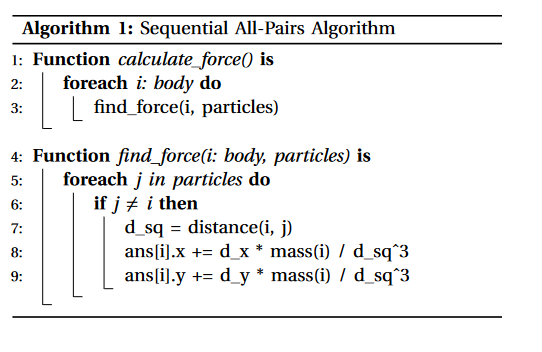 Algorithm 1: Sequential All-Pairs Algorithm
1: Function calculate_force() is
2: foreach i: body do
3: find_force(i, particles)
4: Function find_force(i: body, particles) is
5: foreach j in particles do
6: if j ≠ i then
7: d_sq = distance(i, j)
8: ans[i].x += d_x * mass(i) / d_sq^3
9: ans[i].y += d_y * mass(i) / d_sq^3